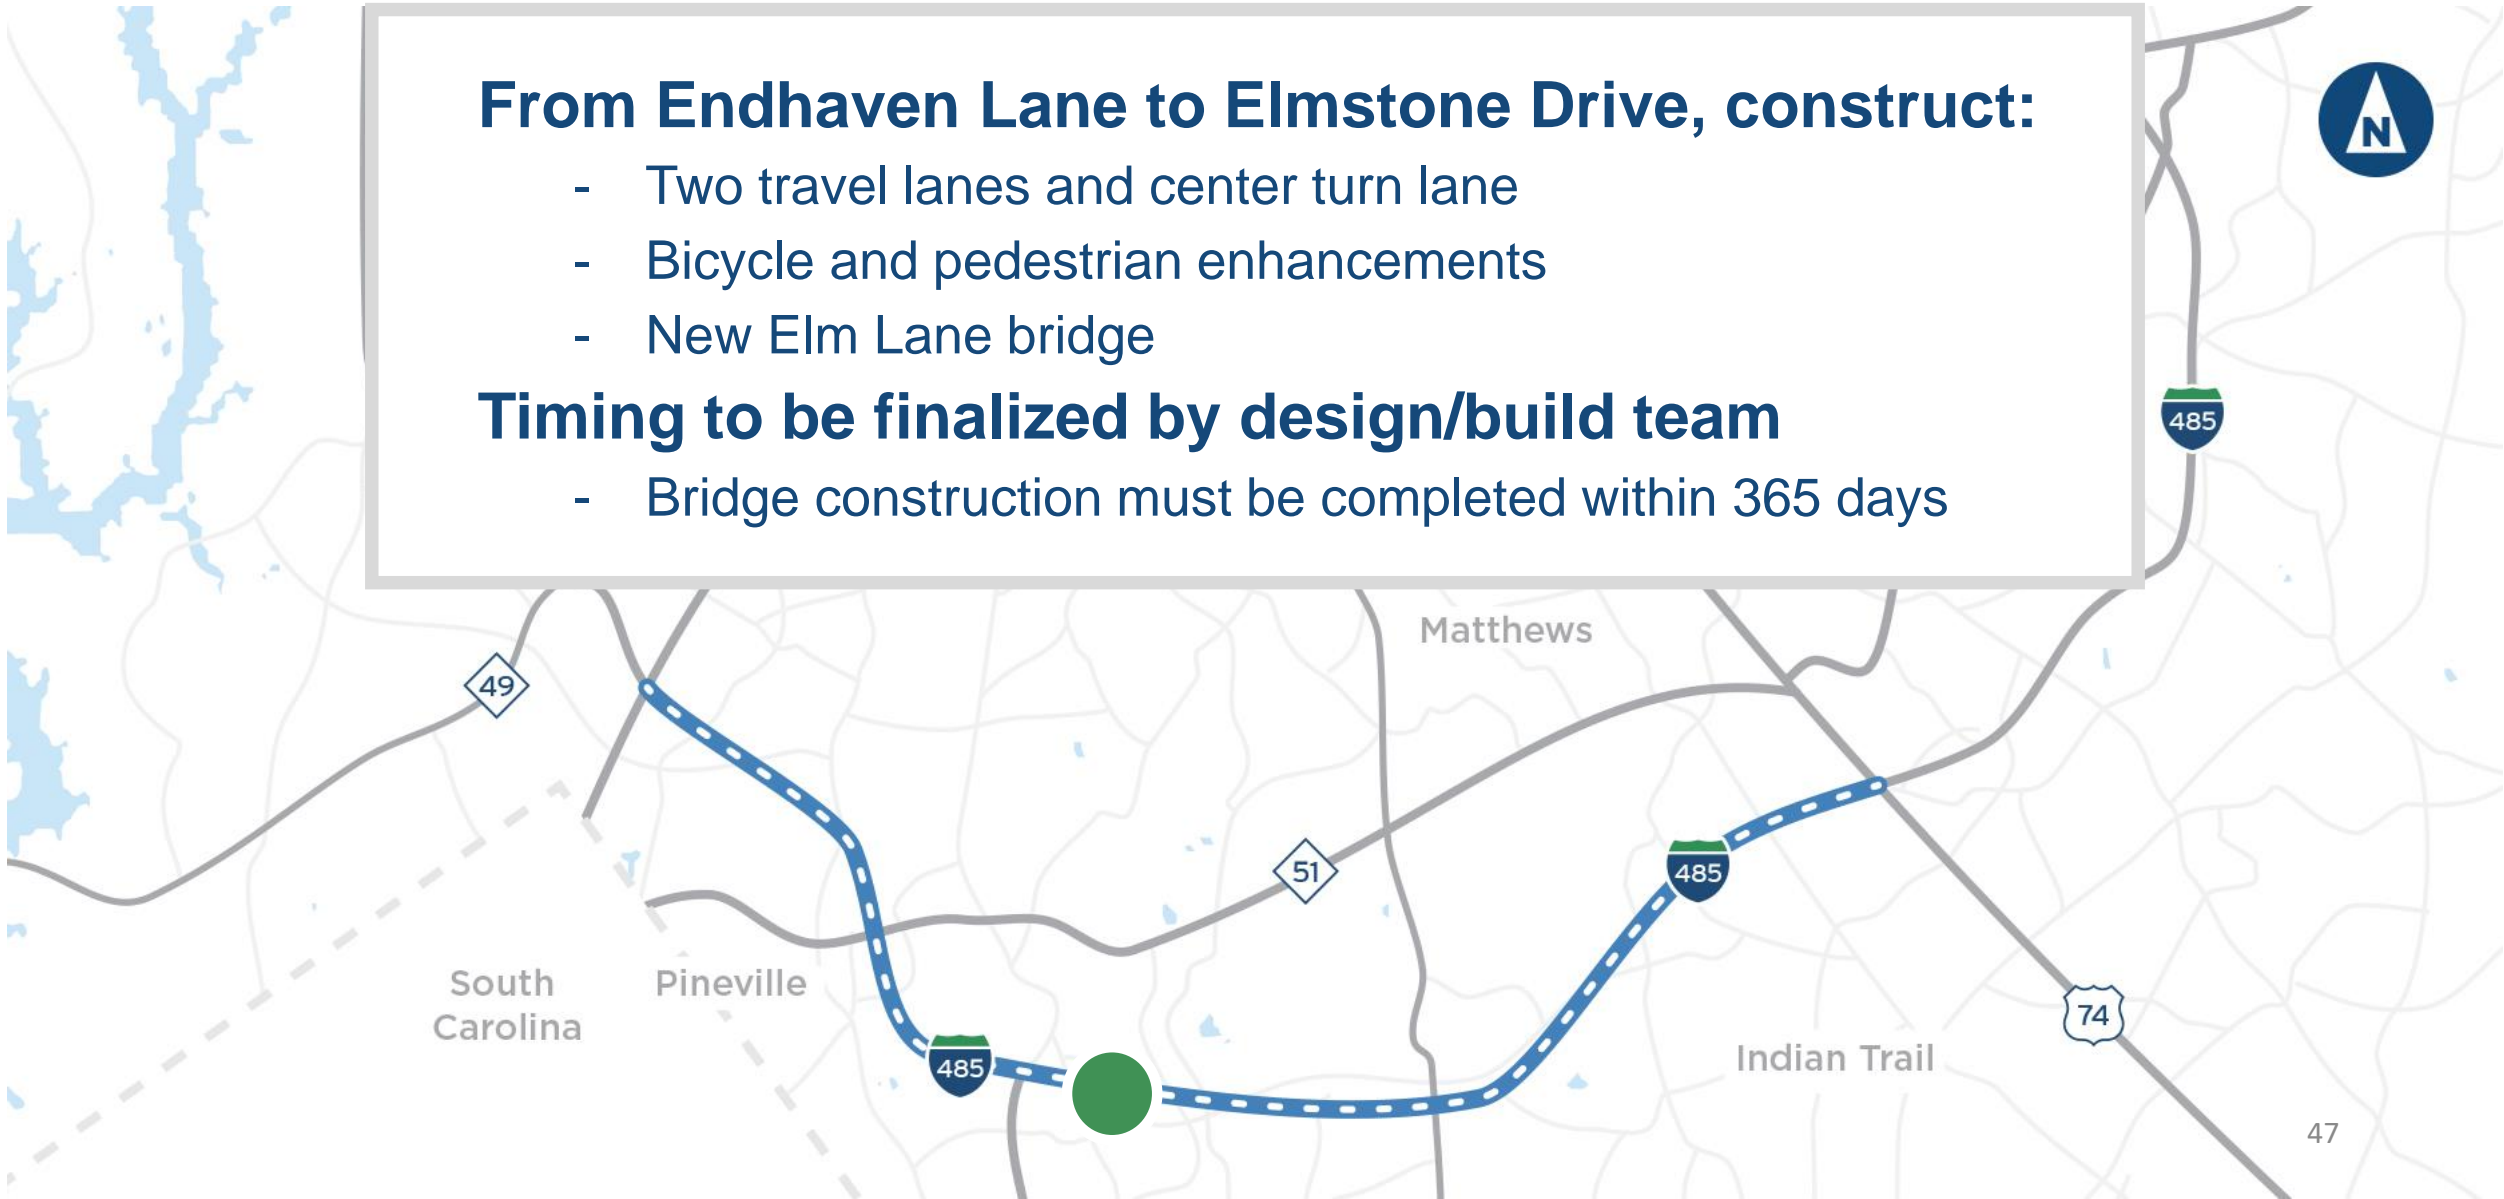 From Endhaven Lane to Elmstone Drive, construct:
- Two travel lanes and center turn lane
- Bicycle and pedestrian enhancements
- New Elm Lane bridge
Timing to be finalized by design/build team
- Bridge construction must be completed within 365 days
N
485
Matthews
49
51
485
South
Carolina
Pineville
74
485
Indian Trail
47